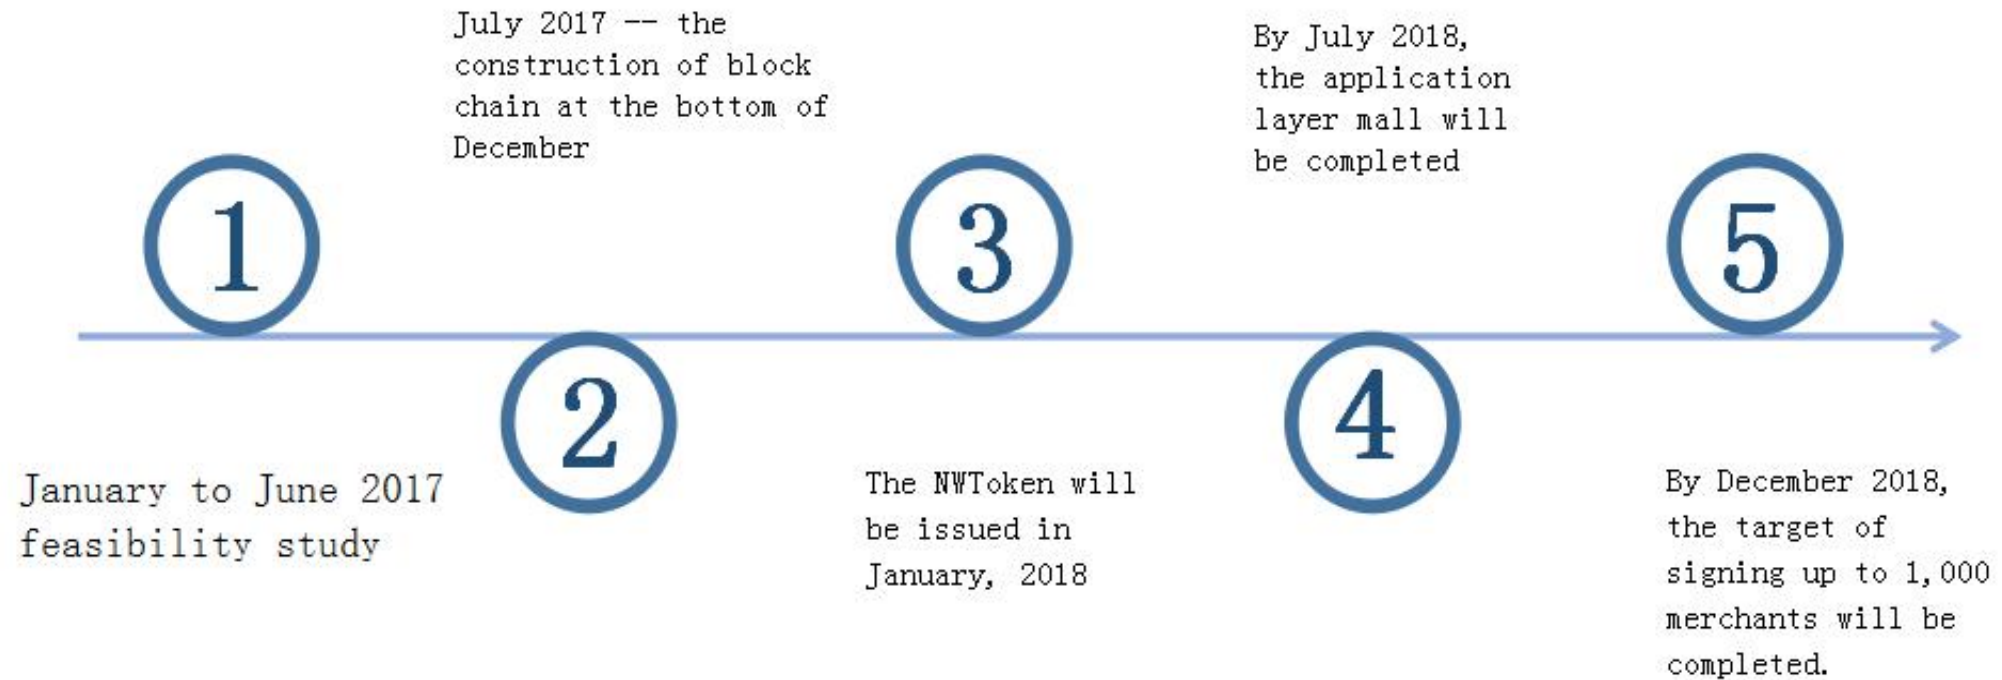 July 2017 -- the
construction of block
chain at the bottom of
December
By July 2018,
the application
layer mall will
be completed
1
3
5
2
4
January to June 2017
feasibility study
The NWToken will
be issued in
January, 2018
By December 2018,
the target of
signing up to 1,000
merchants will be
completed.